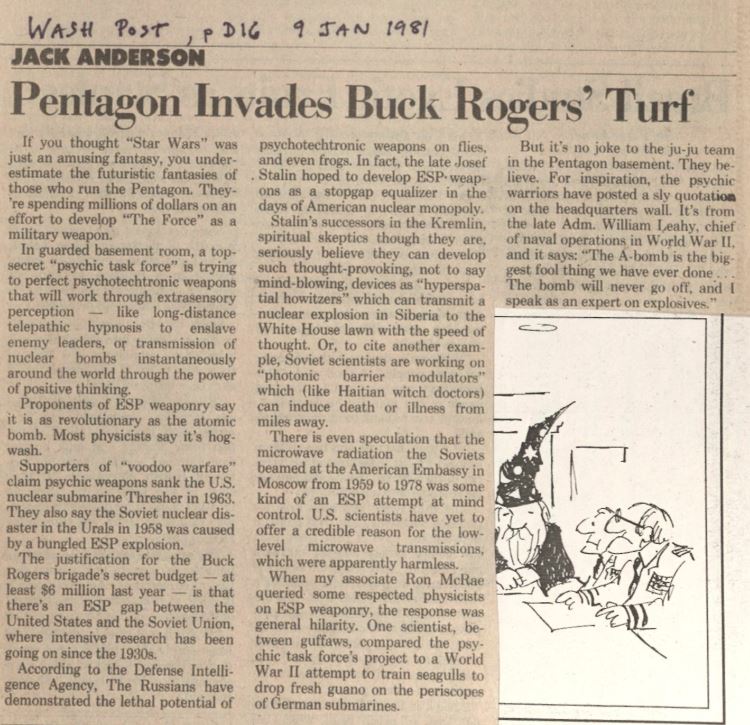 WASH POST, p D16 9 JAN 1981
JACK ANDERSON
Pentagon Invades Buck Rogers' Turf
If you thought "Star Wars" was
just an amusing fantasy, you under-
estimate the futuristic fantasies of
those who run the Pentagon. They-
're spending millions of dollars on an
effort to develop "The Force" as a
military weapon.
In guarded basement room, a top-
secret "psychic task force" is trying
to perfect psychotechtronic weapons
that will work through extrasensory
perception — like long-distance
telepathic hypnosis to enslave
enemy leaders, or transmission of
nuclear bombs instantaneously
around the world through the power
of positive thinking.
Proponents of ESP weaponry say
it is as revolutionary as the atomic
bomb. Most physicists say it's hog-
wash.
Supporters of "voodoo warfare"
claim psychic weapons sank the U.S.
nuclear submarine Thresher in 1963.
They also say the Soviet nuclear dis-
aster in the Urals in 1958 was caused
by a bungled ESP explosion.
The justification for the Buck
Rogers brigade's secret budget — at
least $6 million last year — is that
there's an ESP gap between the
United States and the Soviet Union,
where intensive research has been
going on since the 1930s.
According to the Defense Intelli-
gence Agency, The Russians have
demonstrated the lethal potential of
psychotechtronic weapons on flies,
and even frogs. In fact, the late Josef
Stalin hoped to develop ESP weap-
ons as a stopgap equalizer in the
days of American nuclear monopoly.
Stalin's successors in the Kremlin,
spiritual skeptics though they are,
seriously believe they can develop
such thought-provoking, not to say
mind-blowing, devices as "hyperspa-
tial howitzers" which can transmit a
nuclear explosion in Siberia to the
White House lawn with the speed of
thought. Or, to cite another exam-
ple, Soviet scientists are working on
"photonic barrier modulators"
which (like Haitian witch doctors)
can induce death or illness from
miles away.
There is even speculation that the
microwave radiation the Soviets
beamed at the American Embassy in
Moscow from 1959 to 1978 was some
kind of an ESP attempt at mind
control. U.S. scientists have yet to
offer a credible reason for the low-
level microwave transmissions,
which were apparently harmless.
When my associate Ron McRae
queried some respected physicists
on ESP weaponry, the response was
general hilarity. One scientist, be-
tween guffaws, compared the psy-
chic task force's project to a World
War II attempt to train seagulls to
drop fresh guano on the periscopes
of German submarines.
But it's no joke to the ju-ju team
in the Pentagon basement. They be-
lieve. For inspiration, the psychic
warriors have posted a sly quotation
on the headquarters wall. It's from
the late Adm. William Leahy, chief
of naval operations in World War II,
and it says: "The A-bomb is the big-
gest fool thing we have ever done . . .
The bomb will never go off, and I
speak as an expert on explosives."